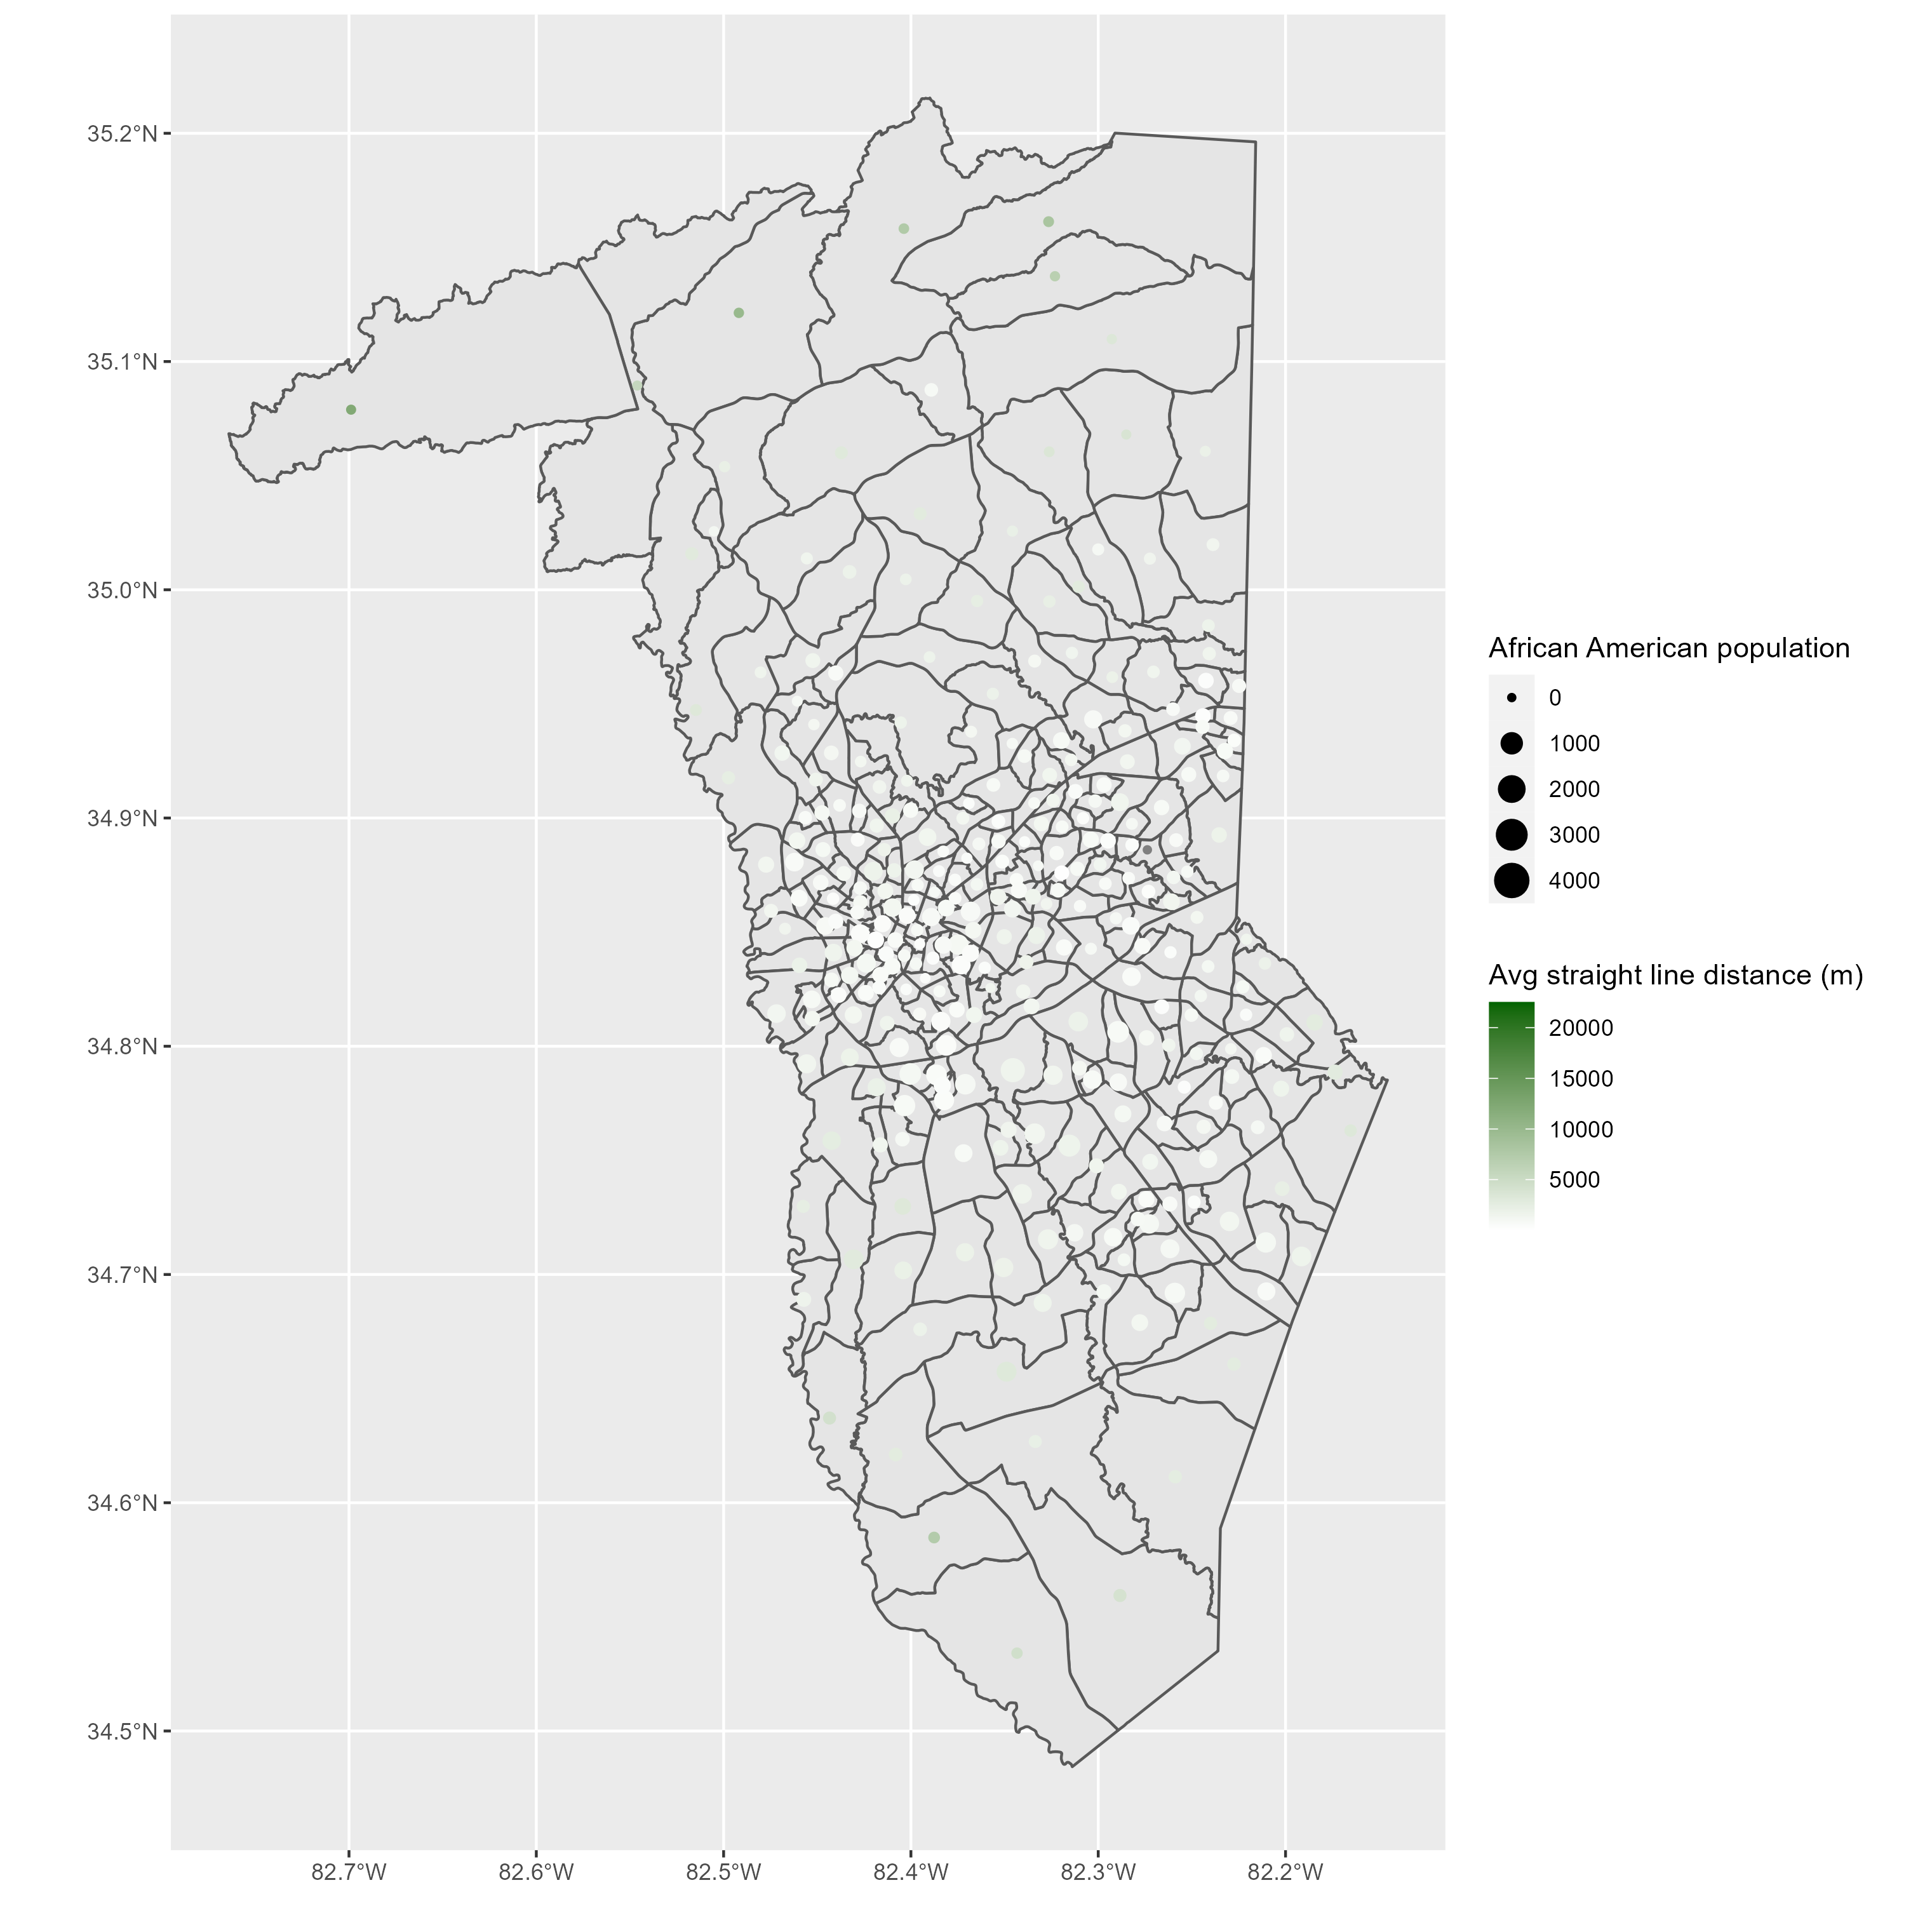 35.2°N
35.1°N
35.0°N
34.9°N
34.8°N
34.7°N
34.6°N
34.5°N
82.7°W 82.6°W 82.5°W 82.4°W 82.3°W 82.2°W
African American population
0
1000
2000
3000
4000
Avg straight line distance (m)
20000
15000
10000
5000